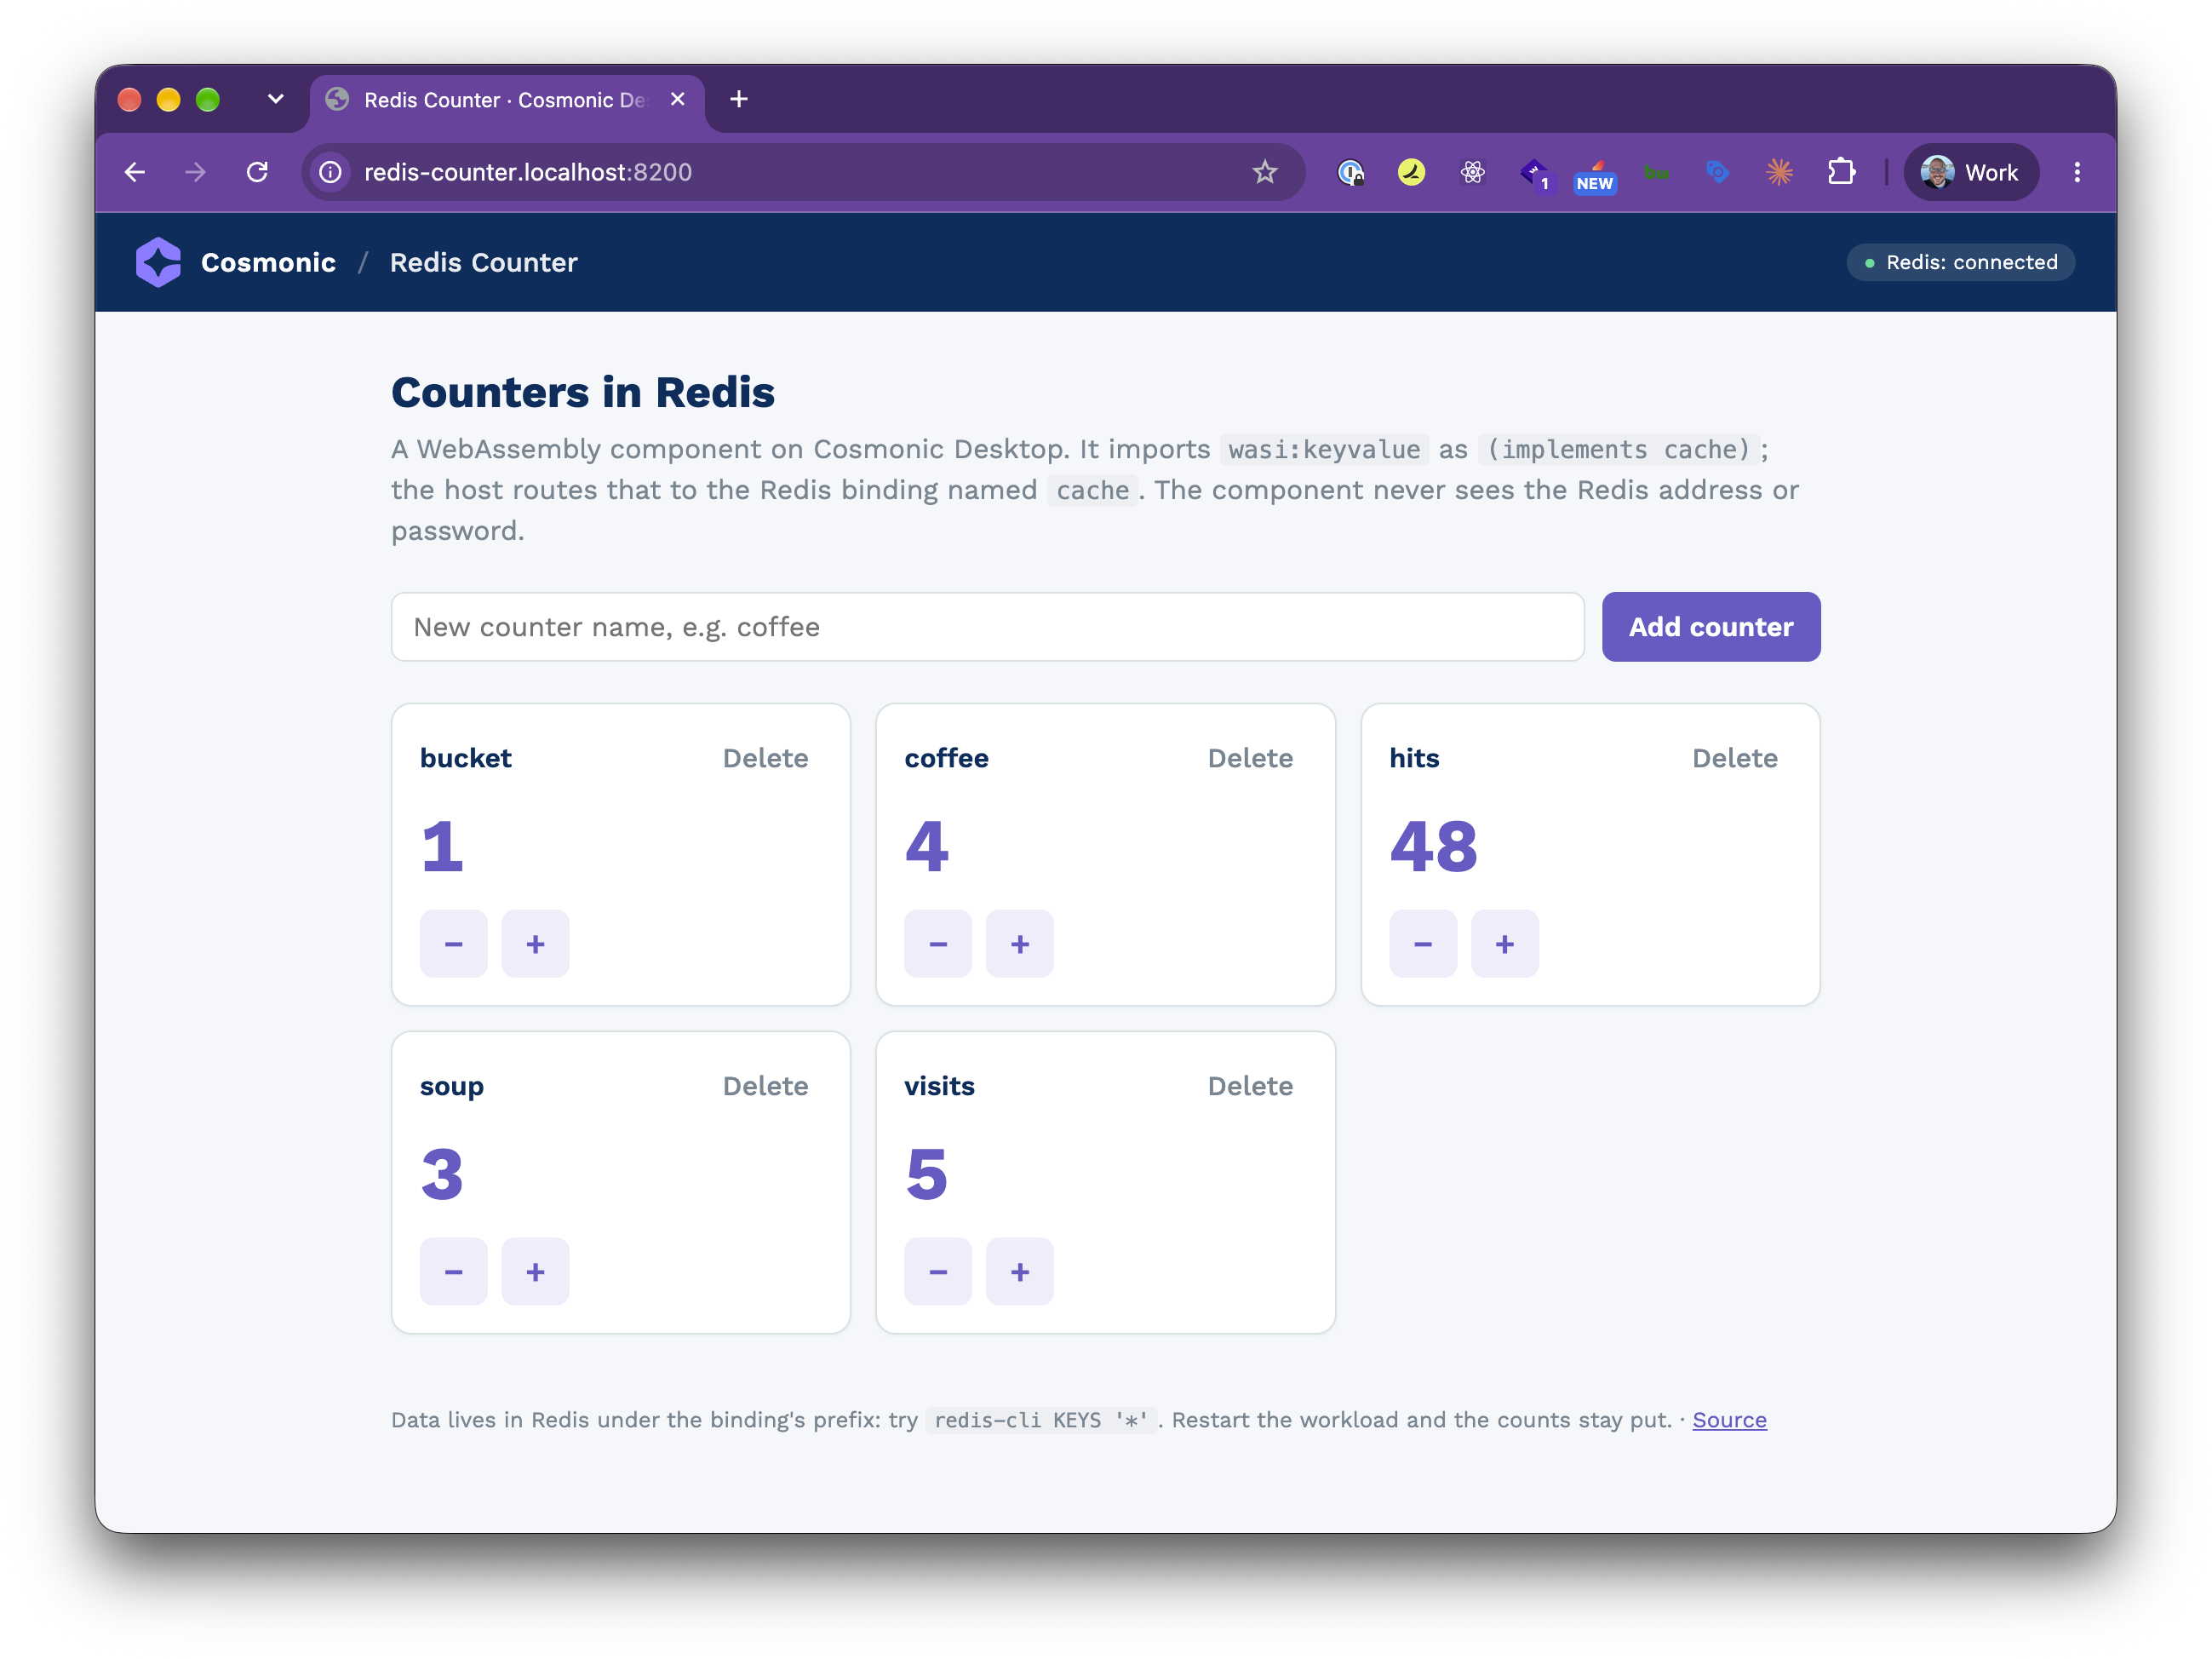 Redis Counter · Cosmonic De
redis-counter.localhost:8200
1
NEW
bw
Work
Cosmonic / Redis Counter
Redis: connected
Counters in Redis
A WebAssembly component on Cosmonic Desktop. It imports wasi:keyvalue as (implements cache);
the host routes that to the Redis binding named cache. The component never sees the Redis address or
password.
New counter name, e.g. coffee
Add counter
bucket Delete
1
− +
coffee Delete
4
− +
hits Delete
48
− +
soup Delete
3
− +
visits Delete
5
− +
Data lives in Redis under the binding's prefix: try redis-cli KEYS '*'. Restart the workload and the counts stay put. · Source